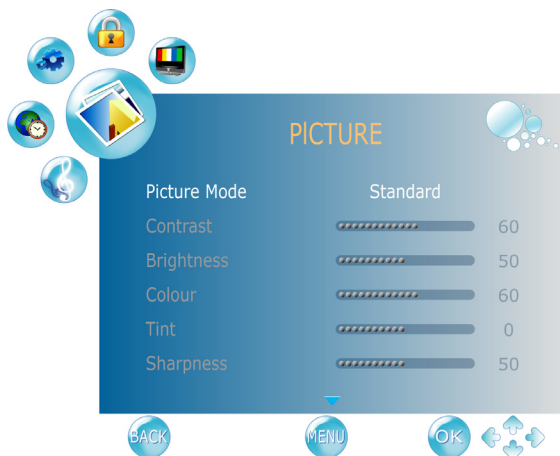 PICTURE
Picture Mode Standard
Contrast 60
Brightness 50
Colour 60
Tint 0
Sharpness 50
BACK MENU OK